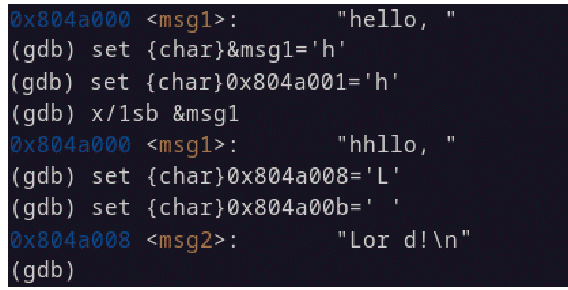 0x804a000 <msg1>:       "hello, "
(gdb) set {char}&msg1='h'
(gdb) set {char}0x804a001='h'
(gdb) x/1sb &msg1
0x804a000 <msg1>:       "hhllo, "
(gdb) set {char}0x804a008='L'
(gdb) set {char}0x804a00b=' '
0x804a008 <msg2>:       "Lor d!\n"
(gdb)